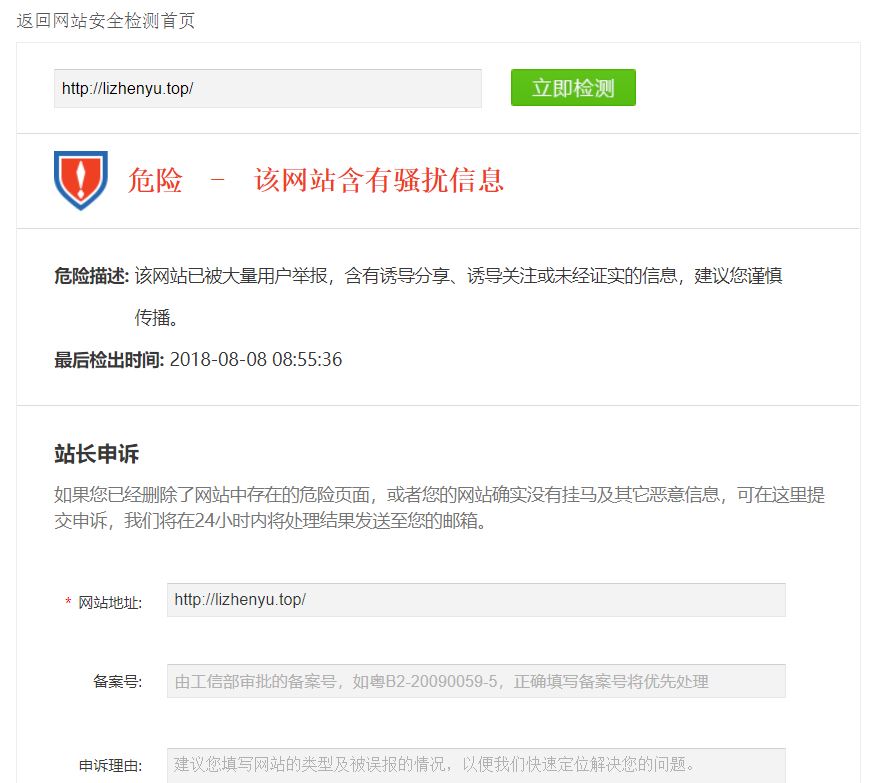 返回网站安全检测首页
http://lizhenyu.top/
立即检测
危险 － 该网站含有骚扰信息
危险描述: 该网站已被大量用户举报，含有诱导分享、诱导关注或未经证实的信息，建议您谨慎
传播。
最后检出时间: 2018-08-08 08:55:36
站长申诉
如果您已经删除了网站中存在的危险页面，或者您的网站确实没有挂马及其它恶意信息，可在这里提
交申诉，我们将在24小时内将处理结果发送至您的邮箱。
* 网站地址: http://lizhenyu.top/
备案号: 由工信部审批的备案号，如粤B2-20090059-5，正确填写备案号将优先处理
申诉理由: 建议您填写网站的类型及被误报的情况，以便我们快速定位解决您的问题。